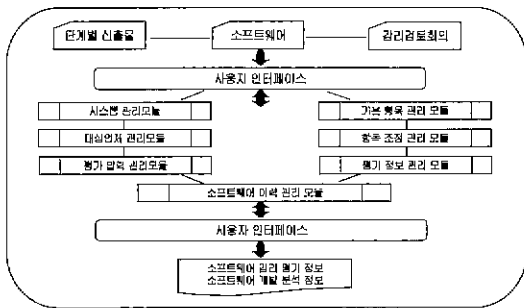 단계별 산출물
소프트웨어
감리검토회의
사용자 인터페이스
시스템 관리모듈
기본 항목 관리 모듈
대상업체 관리모듈
항목 조정 관리 모듈
평가 입력 관리모듈
평가 정보 관리 모듈
소프트웨어 이력 관리 모듈
사용자 인터페이스
소프트웨어 감리 평가 정보
소프트웨어 개발 분석 정보